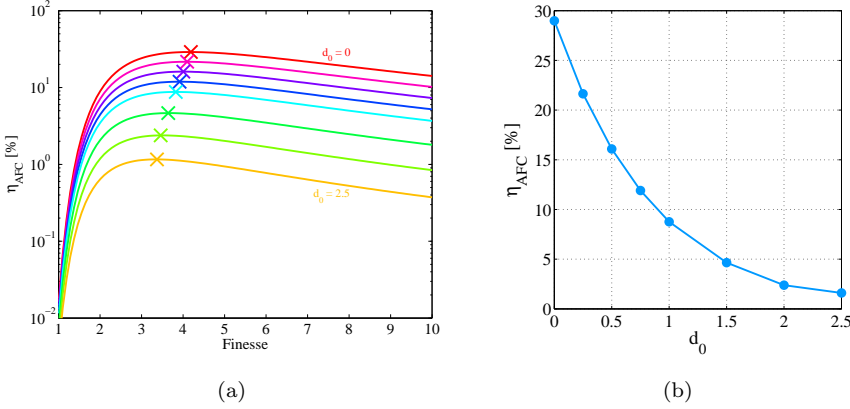 10^2
10^1
10^0
10^-1
10^-2
η_AFC [%]
1 2 3 4 5 6 7 8 9 10
Finesse
d_0 = 0
d_0 = 2.5
(a)
30
25
20
15
10
5
0
η_AFC [%]
0 0.5 1 1.5 2 2.5
d_0
(b)